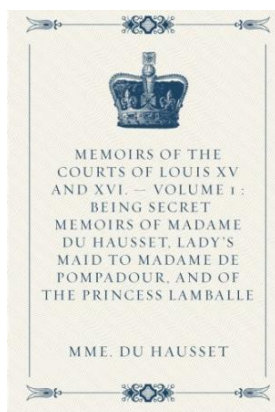 MEMOIRS OF THE
COURTS OF LOUIS XV
AND XVI. — VOLUME 1 :
BEING SECRET
MEMOIRS OF MADAME
DU HAUSSET, LADY'S
MAID TO MADAME DE
POMPADOUR, AND OF
THE PRINCESS LAMBALLE
MME. DU HAUSSET